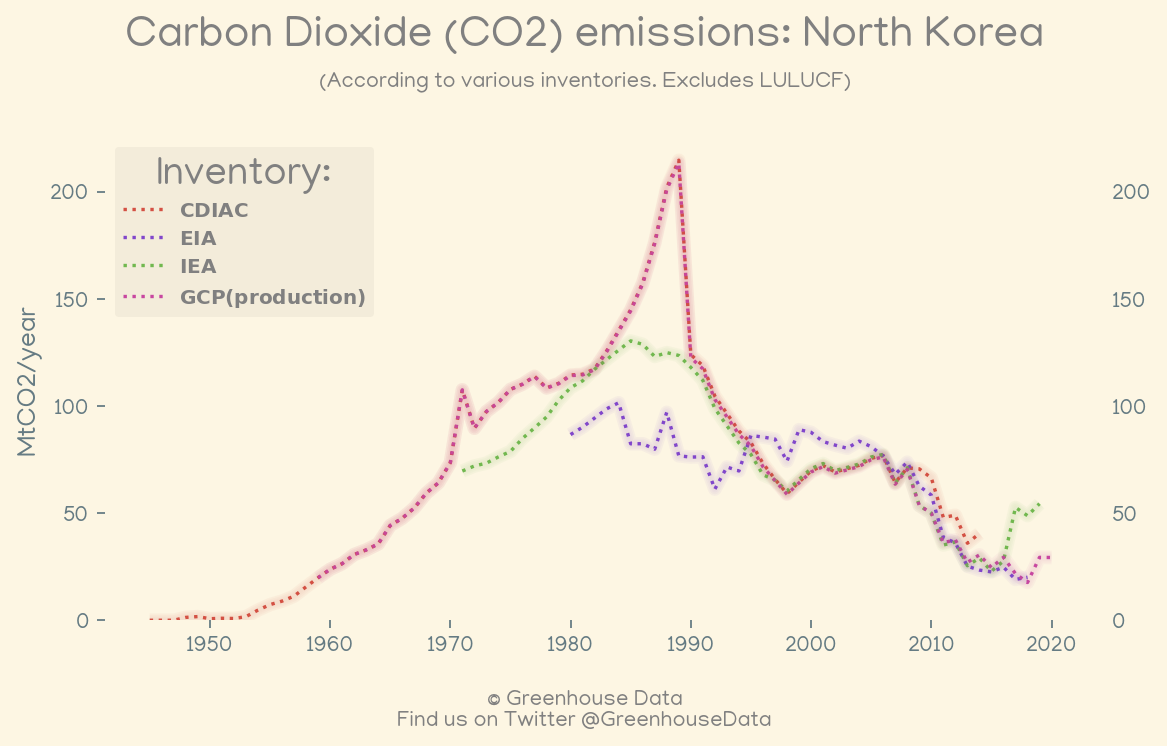 Carbon Dioxide (CO2) emissions: North Korea
(According to various inventories. Excludes LULUCF)
Inventory:
CDIAC
EIA
IEA
GCP(production)
MtCO2/year
200
150
100
50
0
200
150
100
50
0
1950 1960 1970 1980 1990 2000 2010 2020
© Greenhouse Data
Find us on Twitter @GreenhouseData